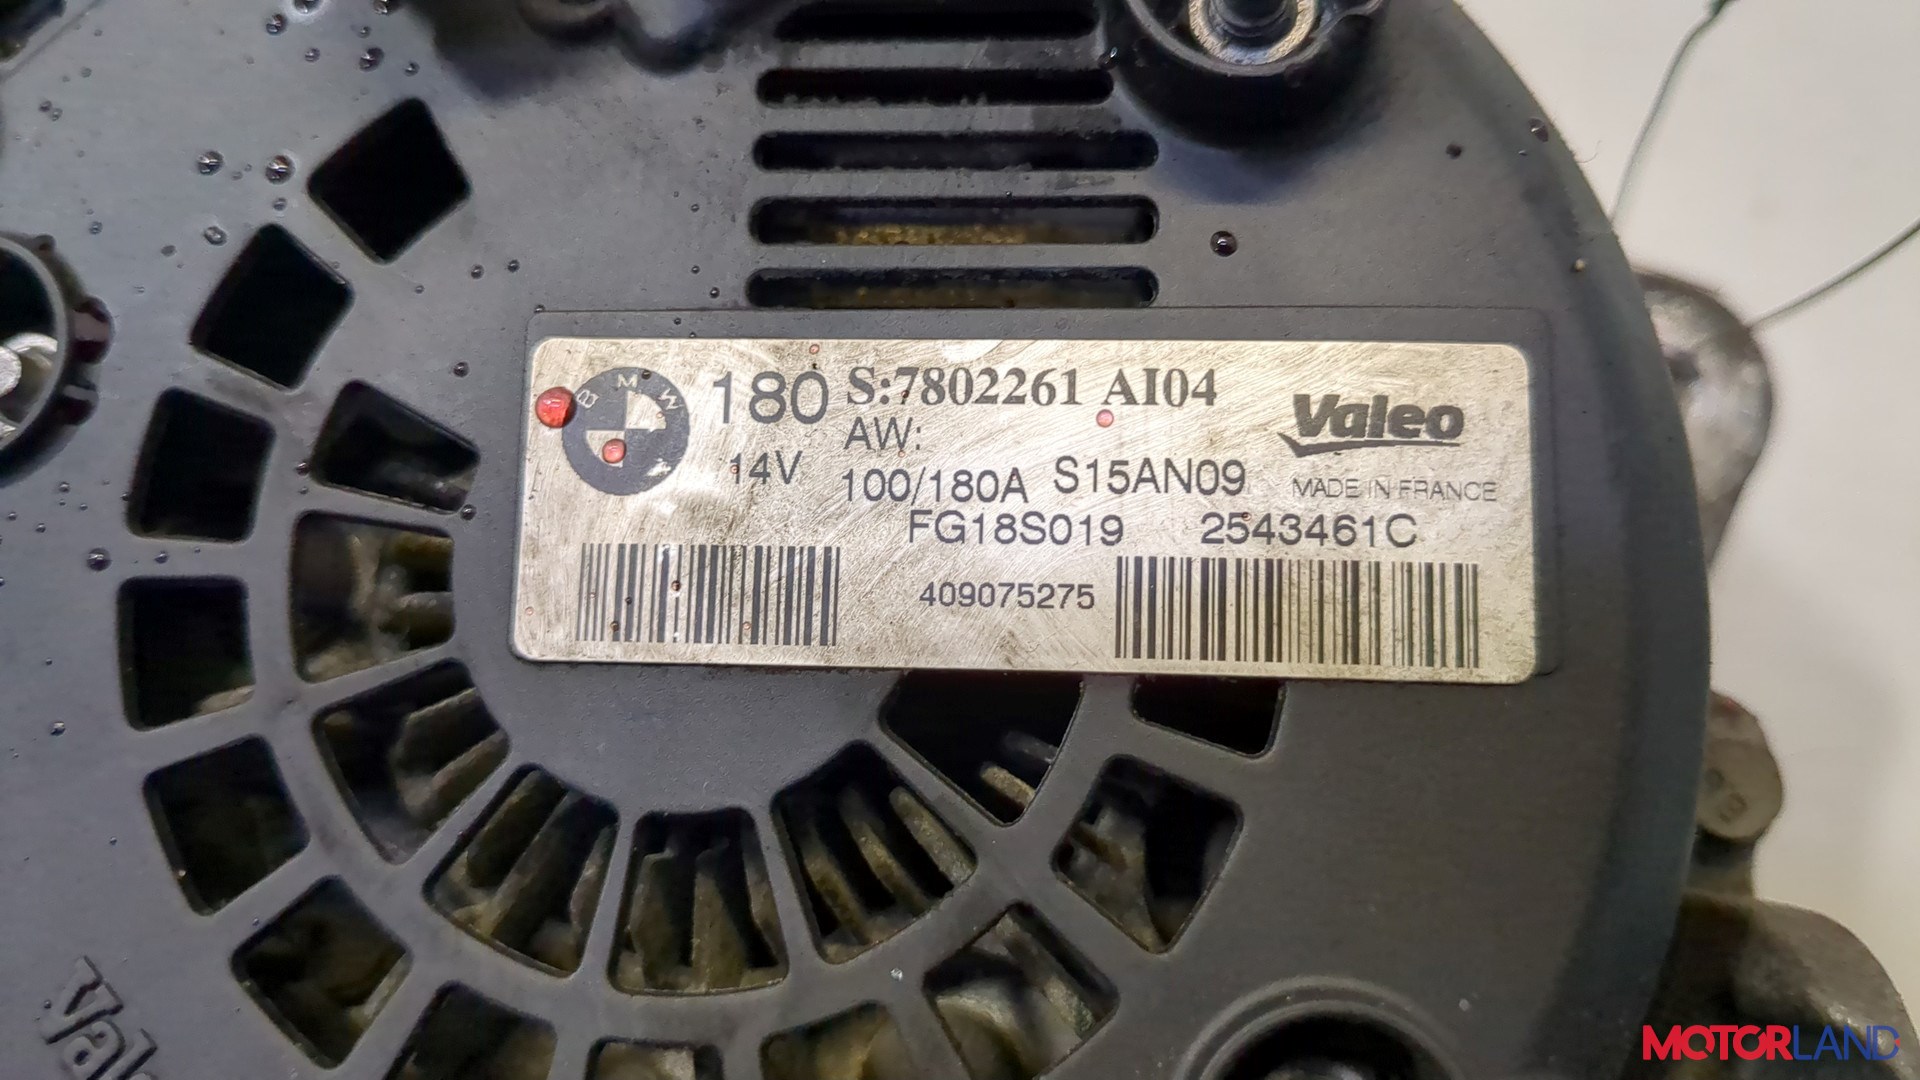 BMW
180 S:7802261 AI04
AW:
14V 100/180A S15AN09
Valeo
MADE IN FRANCE
FG18S019 2543461C
409075275
MOTORLAND